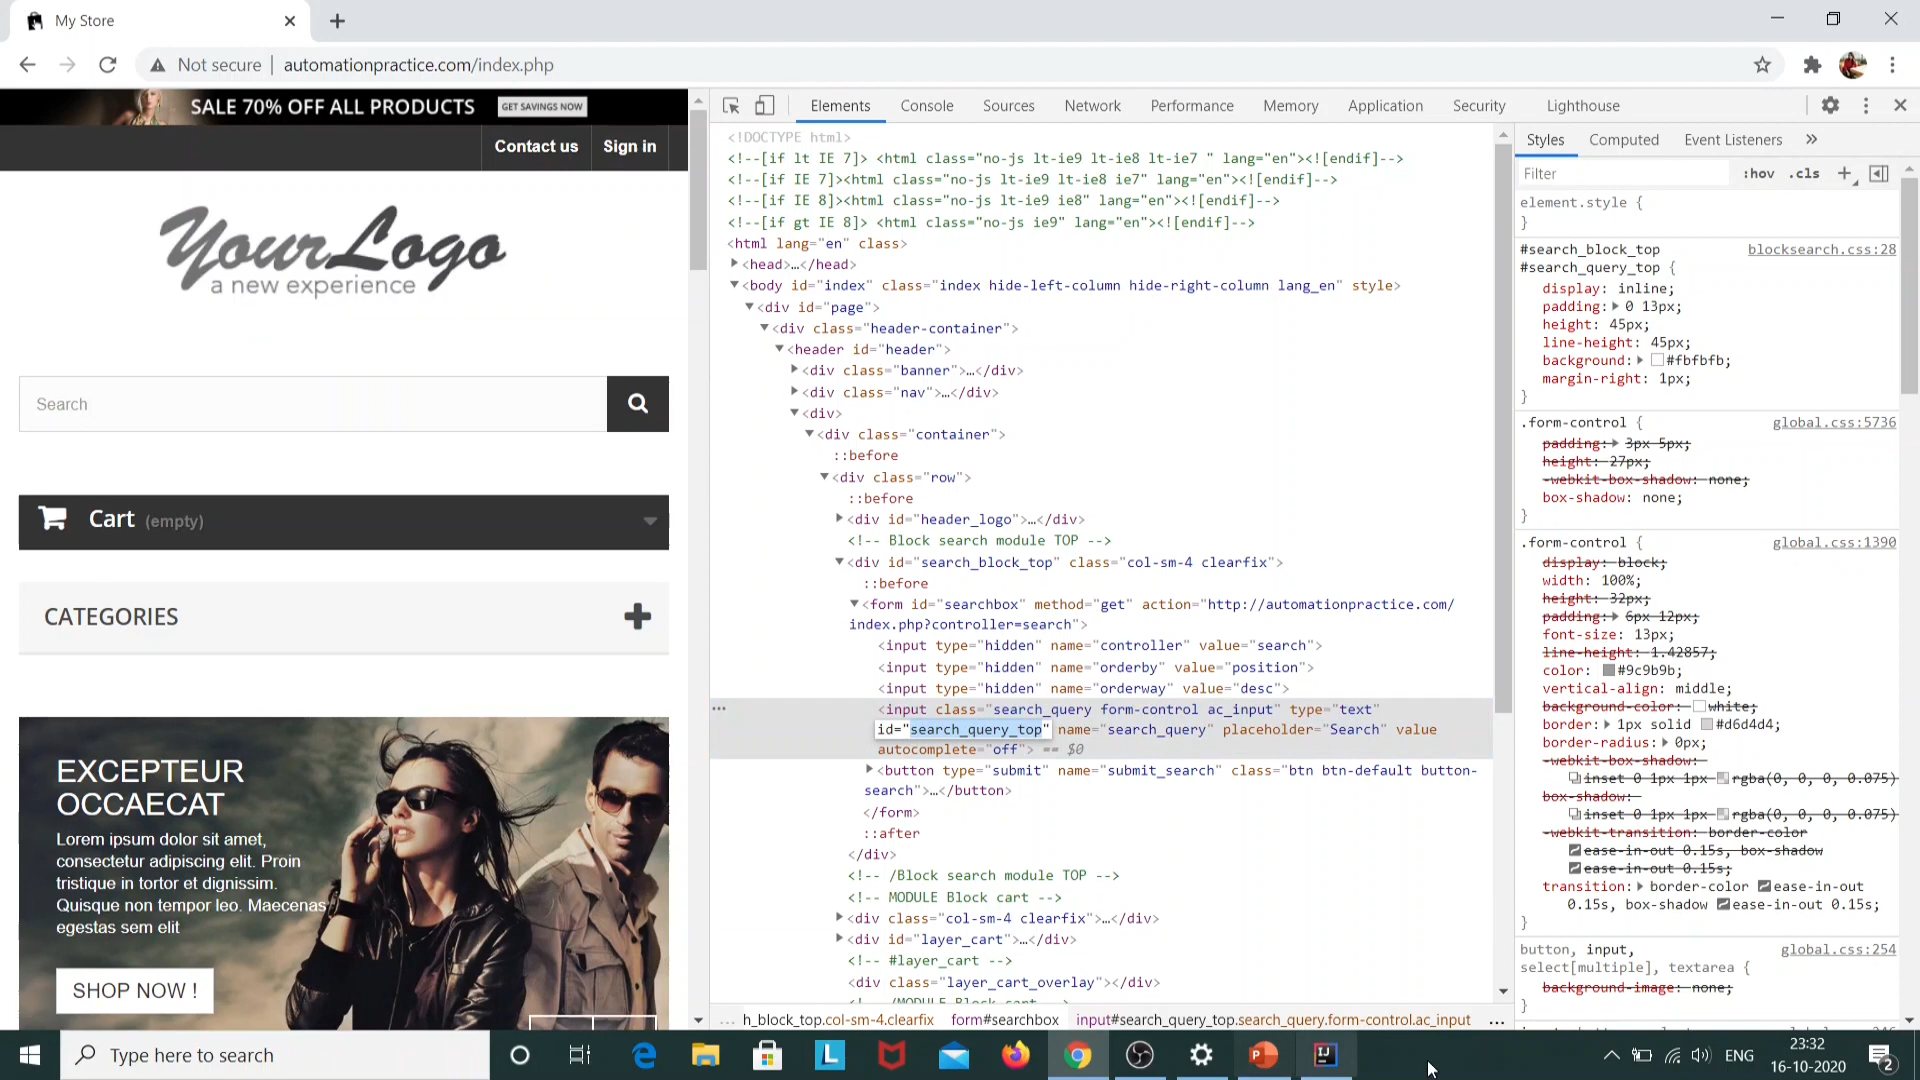 My Store
Not secure | automationpractice.com/index.php
SALE 70% OFF ALL PRODUCTS GET SAVINGS NOW
Contact us Sign in
YourLogo
a new experience
Search
Cart (empty)
CATEGORIES
EXCEPTEUR
OCCAECAT
Lorem ipsum dolor sit amet,
consectetur adipiscing elit. Proin
tristique in tortor et dignissim.
Quisque non tempor leo. Maecenas
egestas sem elit
SHOP NOW !
Elements Console Sources Network Performance Memory Application Security Lighthouse
<!DOCTYPE html>
<!--[if lt IE 7]> <html class="no-js lt-ie9 lt-ie8 lt-ie7 " lang="en"><![endif]-->
<!--[if IE 7]><html class="no-js lt-ie9 lt-ie8 ie7" lang="en"><![endif]-->
<!--[if IE 8]><html class="no-js lt-ie9 ie8" lang="en"><![endif]-->
<!--[if gt IE 8]> <html class="no-js ie9" lang="en"><![endif]-->
<html lang="en" class>
<head>…</head>
<body id="index" class="index hide-left-column hide-right-column lang_en" style>
<div id="page">
<div class="header-container">
<header id="header">
<div class="banner">…</div>
<div class="nav">…</div>
<div>
<div class="container">
::before
<div class="row">
::before
<div id="header_logo">…</div>
<!-- Block search module TOP -->
<div id="search_block_top" class="col-sm-4 clearfix">
::before
<form id="searchbox" method="get" action="http://automationpractice.com/
index.php?controller=search">
<input type="hidden" name="controller" value="search">
<input type="hidden" name="orderby" value="position">
<input type="hidden" name="orderway" value="desc">
<input class="search_query form-control ac_input" type="text"
id="search_query_top" name="search_query" placeholder="Search" value
autocomplete="off"> == $0
<button type="submit" name="submit_search" class="btn btn-default button-
search">…</button>
</form>
::after
</div>
<!-- /Block search module TOP -->
<!-- MODULE Block cart -->
<div class="col-sm-4 clearfix">…</div>
<div id="layer_cart">…</div>
<!-- #layer_cart -->
<div class="layer_cart_overlay"></div>
<!-- /MODULE Block cart -->
... h_block_top.col-sm-4.clearfix form#searchbox input#search_query_top.search_query.form-control.ac_input ...
Styles Computed Event Listeners »
Filter :hov .cls +
element.style {
}
#search_block_top blocksearch.css:28
#search_query_top {
display: inline;
padding: 0 13px;
height: 45px;
line-height: 45px;
background: #fbfbfb;
margin-right: 1px;
}
.form-control { global.css:5736
padding: 3px 5px;
height: 27px;
-webkit-box-shadow: none;
box-shadow: none;
}
.form-control { global.css:1390
display: block;
width: 100%;
height: 32px;
padding: 6px 12px;
font-size: 13px;
line-height: 1.42857;
color: #9c9b9b;
vertical-align: middle;
background-color: white;
border: 1px solid #d6d4d4;
border-radius: 0px;
-webkit-box-shadow:
inset 0 1px 1px rgba(0, 0, 0, 0.075)
box-shadow:
inset 0 1px 1px rgba(0, 0, 0, 0.075)
-webkit-transition: border-color
ease-in-out 0.15s, box-shadow
ease-in-out 0.15s;
transition: border-color ease-in-out
0.15s, box-shadow ease-in-out 0.15s;
}
button, input, global.css:254
select[multiple], textarea {
background-image: none;
}
Type here to search
ENG
23:32
16-10-2020
2